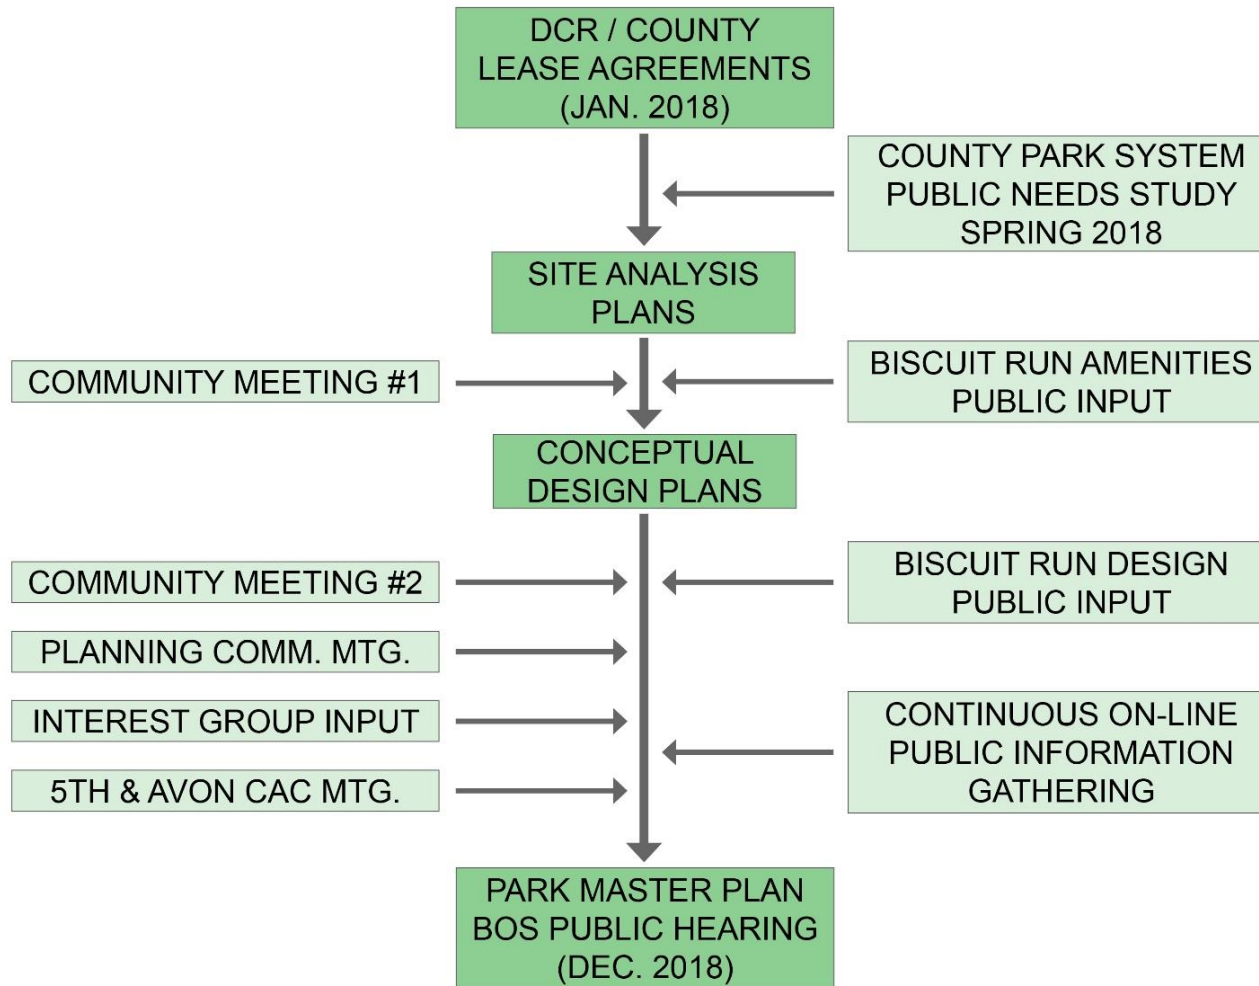 DCR / COUNTY
LEASE AGREEMENTS
(JAN. 2018)
COUNTY PARK SYSTEM
PUBLIC NEEDS STUDY
SPRING 2018
SITE ANALYSIS
PLANS
COMMUNITY MEETING #1
BISCUIT RUN AMENITIES
PUBLIC INPUT
CONCEPTUAL
DESIGN PLANS
COMMUNITY MEETING #2
BISCUIT RUN DESIGN
PUBLIC INPUT
PLANNING COMM. MTG.
INTEREST GROUP INPUT
CONTINUOUS ON-LINE
PUBLIC INFORMATION
GATHERING
5TH & AVON CAC MTG.
PARK MASTER PLAN
BOS PUBLIC HEARING
(DEC. 2018)